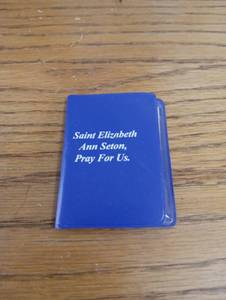 Saint Elizabeth
Ann Seton,
Pray For Us.